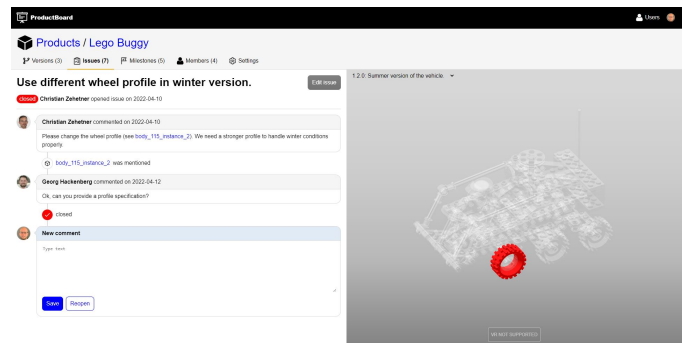 ProductBoard
Users
Products / Lego Buggy
Versions (3) Issues (7) Milestones (5) Members (4) Settings
Use different wheel profile in winter version.
Edit issue
closed Christian Zehetner opened issue on 2022-04-10
Christian Zehetner commented on 2022-04-10
Please change the wheel profile (see body_115_instance_2). We need a stronger profile to handle winter conditions
properly.
body_115_instance_2 was mentioned
Georg Hackenberg commented on 2022-04-12
Ok, can you provide a profile specification?
closed
New comment
Type text
Save Reopen
1.2.0: Summer version of the vehicle.
VR NOT SUPPORTED